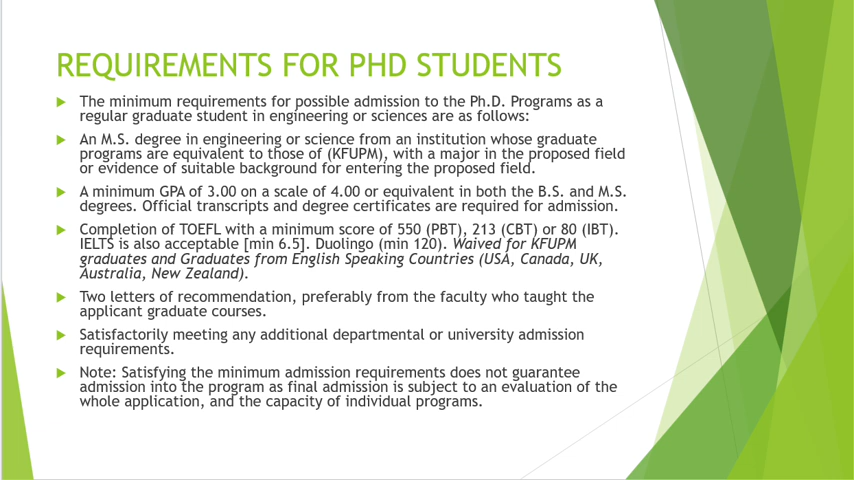 REQUIREMENTS FOR PHD STUDENTS
The minimum requirements for possible admission to the Ph.D. Programs as a
regular graduate student in engineering or sciences are as follows:
An M.S. degree in engineering or science from an institution whose graduate
programs are equivalent to those of (KFUPM), with a major in the proposed field
or evidence of suitable background for entering the proposed field.
A minimum GPA of 3.00 on a scale of 4.00 or equivalent in both the B.S. and M.S.
degrees. Official transcripts and degree certificates are required for admission.
Completion of TOEFL with a minimum score of 550 (PBT), 213 (CBT) or 80 (IBT).
IELTS is also acceptable [min 6.5]. Duolingo (min 120). Waived for KFUPM
graduates and Graduates from English Speaking Countries (USA, Canada, UK,
Australia, New Zealand).
Two letters of recommendation, preferably from the faculty who taught the
applicant graduate courses.
Satisfactorily meeting any additional departmental or university admission
requirements.
Note: Satisfying the minimum admission requirements does not guarantee
admission into the program as final admission is subject to an evaluation of the
whole application, and the capacity of individual programs.